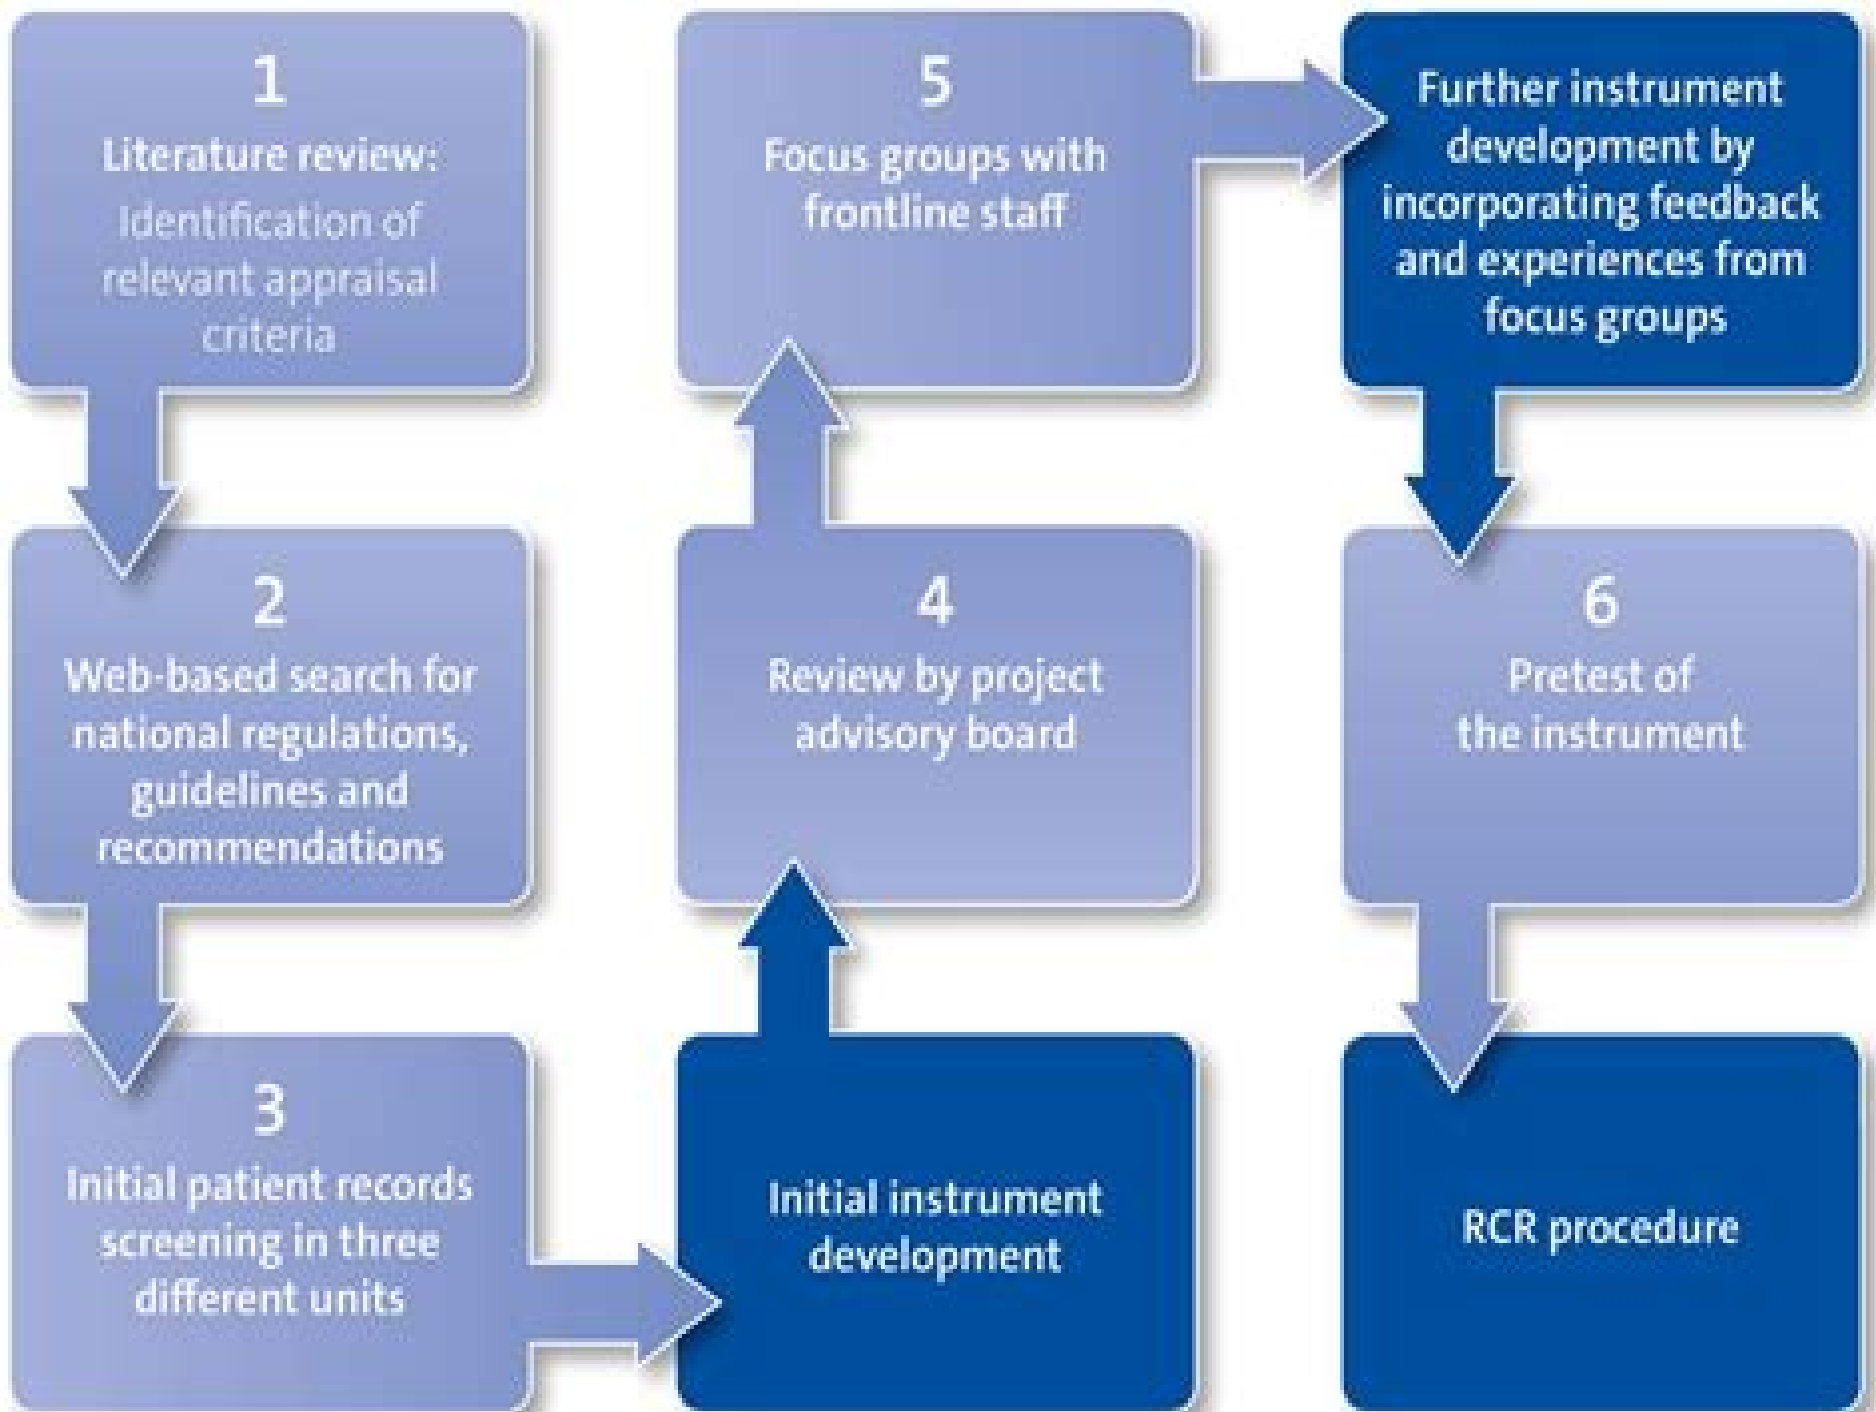 1
Literature review:
Identification of
relevant appraisal
criteria
2
Web-based search for
national regulations,
guidelines and
recommendations
3
Initial patient records
screening in three
different units
Initial instrument
development
4
Review by project
advisory board
5
Focus groups with
frontline staff
Further instrument
development by
incorporating feedback
and experiences from
focus groups
6
Pretest of
the instrument
RCR procedure